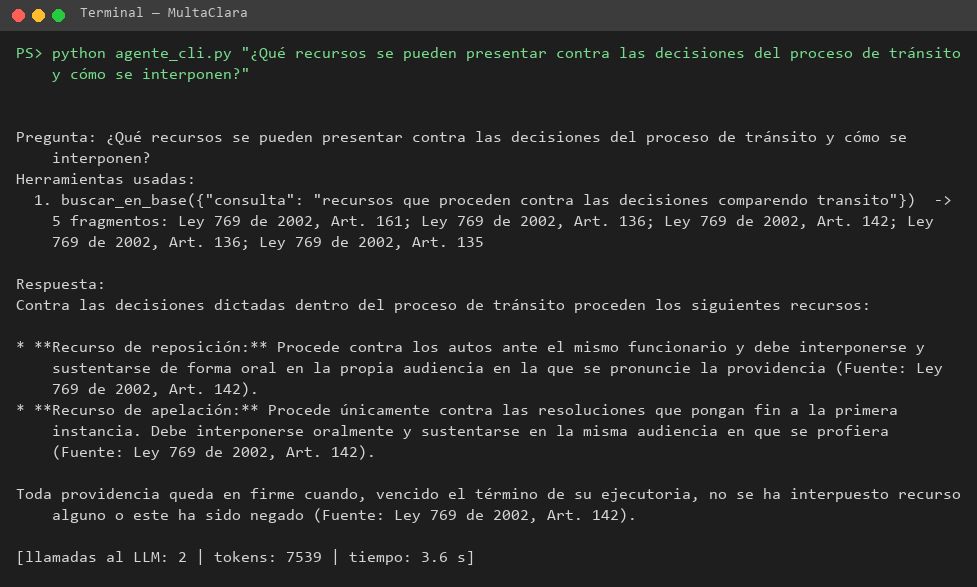 Terminal — MultaClara
PS> python agente_cli.py "¿Qué recursos se pueden presentar contra las decisiones del proceso de tránsito
y cómo se interponen?"
Pregunta: ¿Qué recursos se pueden presentar contra las decisiones del proceso de tránsito y cómo se
interponen?
Herramientas usadas:
1. buscar_en_base({"consulta": "recursos que proceden contra las decisiones comparendo transito"})  ->
5 fragmentos: Ley 769 de 2002, Art. 161; Ley 769 de 2002, Art. 136; Ley 769 de 2002, Art. 142; Ley
769 de 2002, Art. 136; Ley 769 de 2002, Art. 135
Respuesta:
Contra las decisiones dictadas dentro del proceso de tránsito proceden los siguientes recursos:
* **Recurso de reposición:** Procede contra los autos ante el mismo funcionario y debe interponerse y
sustentarse de forma oral en la propia audiencia en la que se pronuncie la providencia (Fuente: Ley
769 de 2002, Art. 142).
* **Recurso de apelación:** Procede únicamente contra las resoluciones que pongan fin a la primera
instancia. Debe interponerse oralmente y sustentarse en la misma audiencia en que se profiera
(Fuente: Ley 769 de 2002, Art. 142).
Toda providencia queda en firme cuando, vencido el término de su ejecutoria, no se ha interpuesto recurso
alguno o este ha sido negado (Fuente: Ley 769 de 2002, Art. 142).
[llamadas al LLM: 2 | tokens: 7539 | tiempo: 3.6 s]